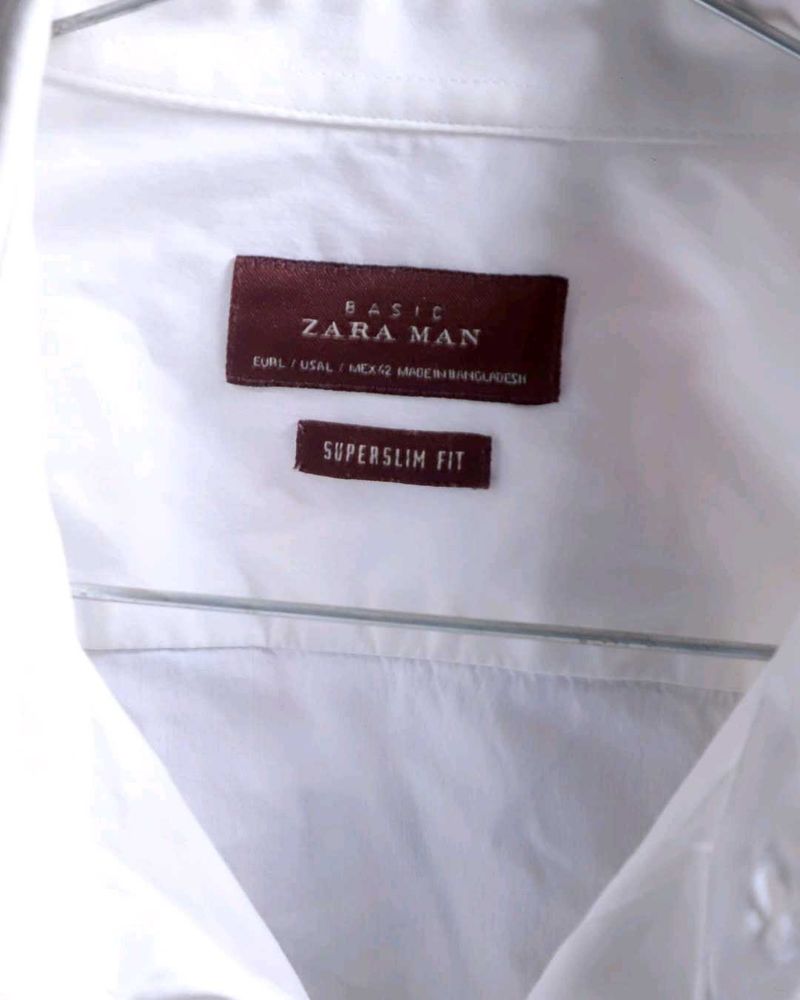 BASIC
ZARA MAN
EUR L / USA L / MEX 42 MADE IN BANGLADESH
SUPERSLIM FIT